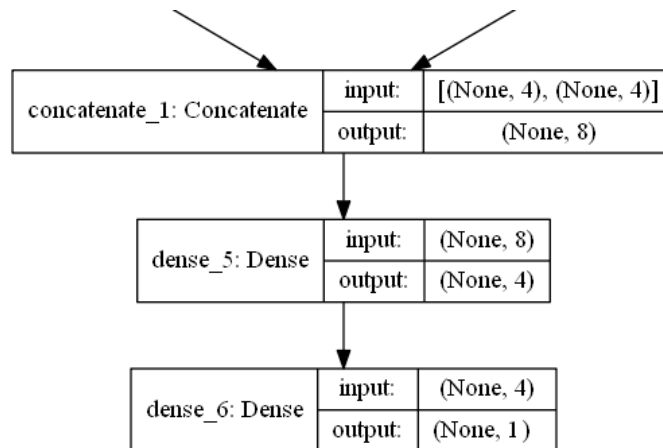 concatenate_1: Concatenate
input: [(None, 4), (None, 4)]
output: (None, 8)
dense_5: Dense
input: (None, 8)
output: (None, 4)
dense_6: Dense
input: (None, 4)
output: (None, 1)